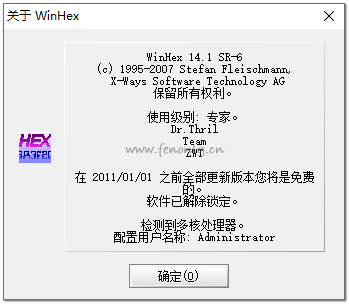 关于 WinHex
WinHex 14.1 SR-6
(c) 1995-2007 Stefan Fleischmann,
X-Ways Software Technology AG
保留所有权利。
使用级别: 专家。
Dr.Thril
Team
www.fenonig.cn
ZWT
HEX
在 2011/01/01 之前全部更新版本您将是免费
的。
软件已解除锁定。
检测到多核处理器。
配置用户名称: Administrator
确定(O)